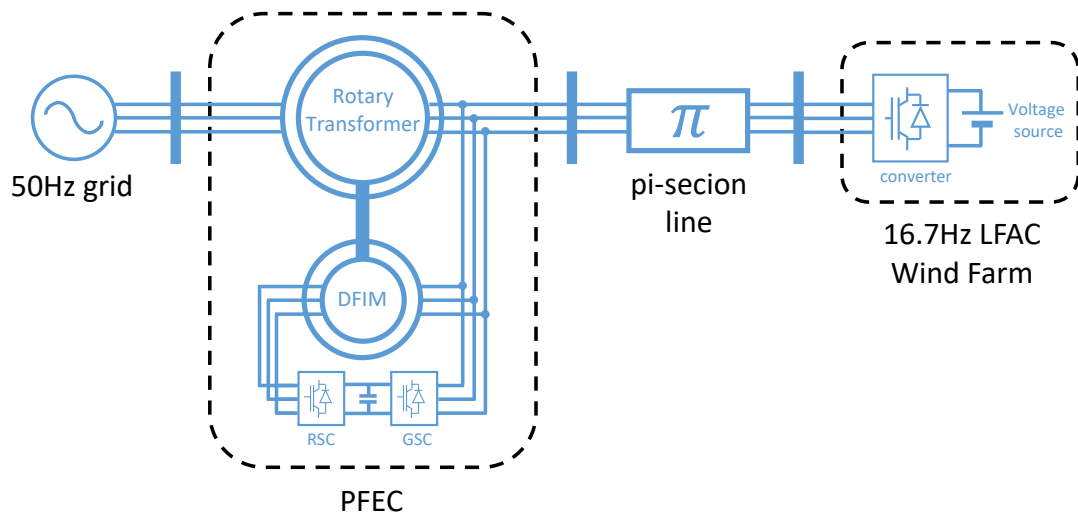 50Hz grid
Rotary
Transformer
DFIM
RSC
GSC
PFEC
π
pi-secion
line
converter
Voltage
source
16.7Hz LFAC
Wind Farm